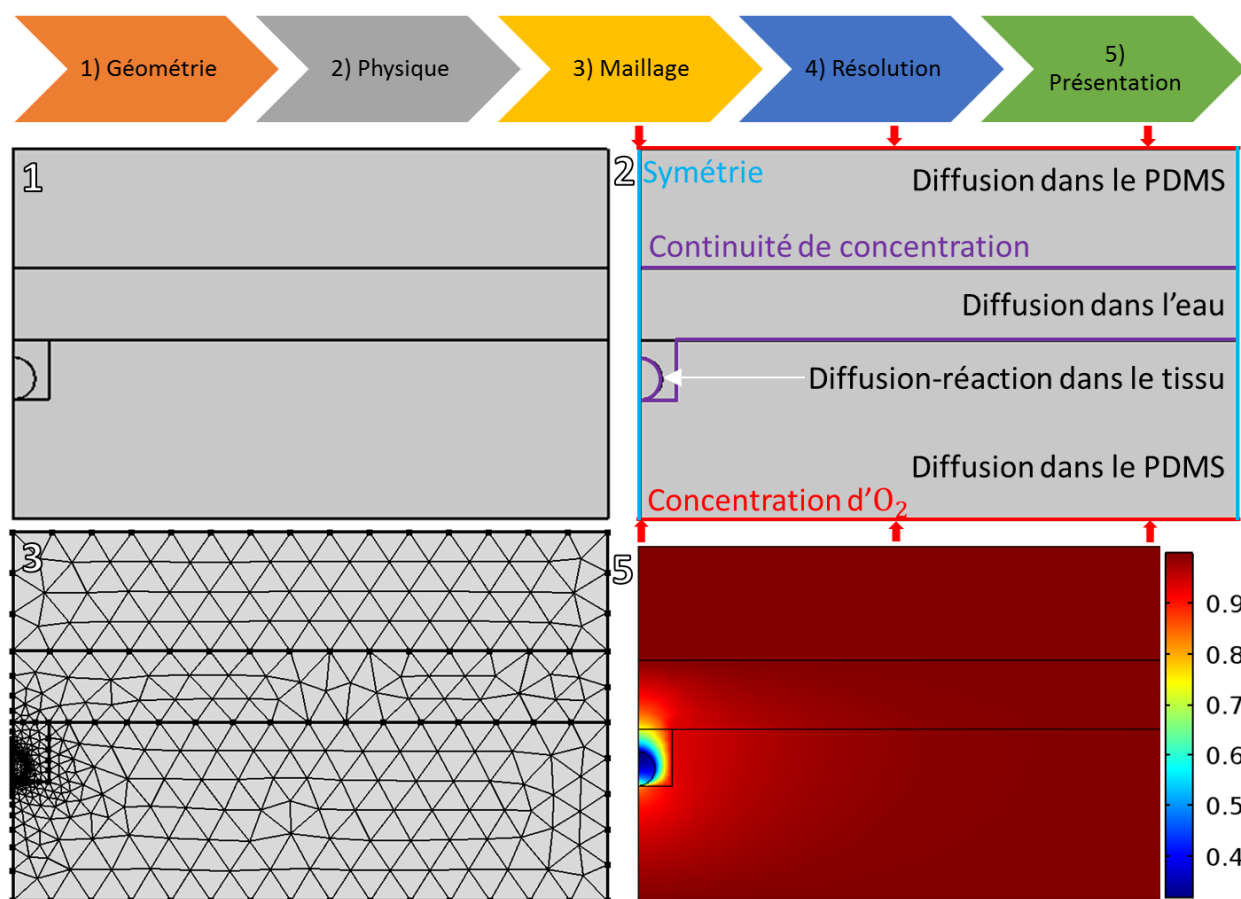 1) Géométrie
2) Physique
3) Maillage
4) Résolution
5)
Présentation
1
2
Symétrie
Diffusion dans le PDMS
Continuité de concentration
Diffusion dans l'eau
Diffusion-réaction dans le tissu
Diffusion dans le PDMS
Concentration d'O₂
3
5
0.9
0.8
0.7
0.6
0.5
0.4